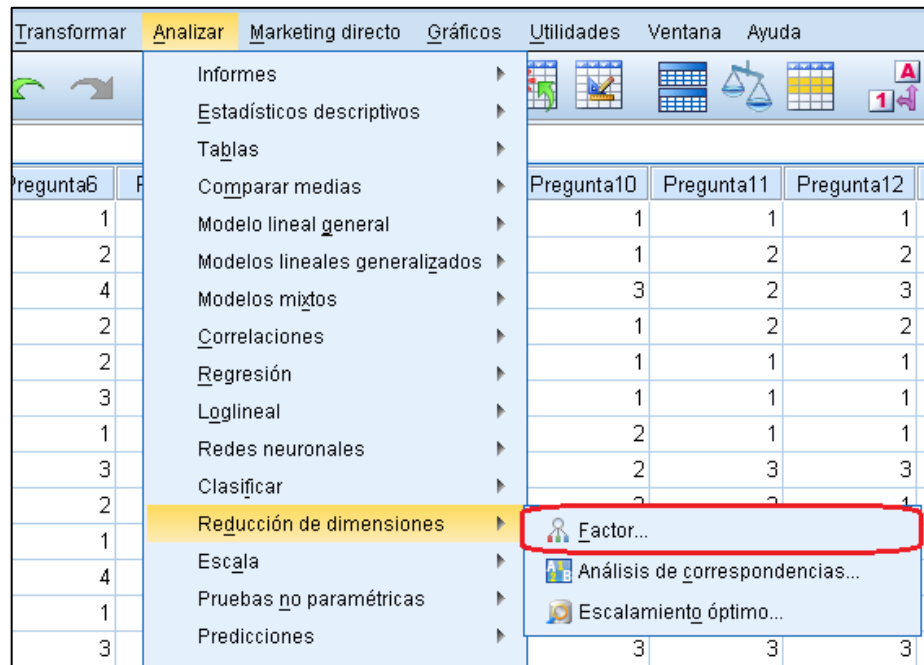 Transformar Analizar Marketing directo Gráficos Utilidades Ventana Ayuda
A
1
Informes
Estadísticos descriptivos
Tablas
Pregunta6 Comparar medias Pregunta10 Pregunta11 Pregunta12
1 Modelo lineal general 1 1 1
2 Modelos lineales generalizados 1 2 2
4 Modelos mixtos 3 2 3
2 Correlaciones 1 2 2
2 Regresión 1 1 1
3 Loglineal 1 1 1
1 Redes neuronales 2 1 1
3 Clasificar 2 3 3
2 Reducción de dimensiones
1 Factor...
4 Escala Análisis de correspondencias...
1 Pruebas no paramétricas Escalamiento óptimo...
3 Predicciones 3 3 3